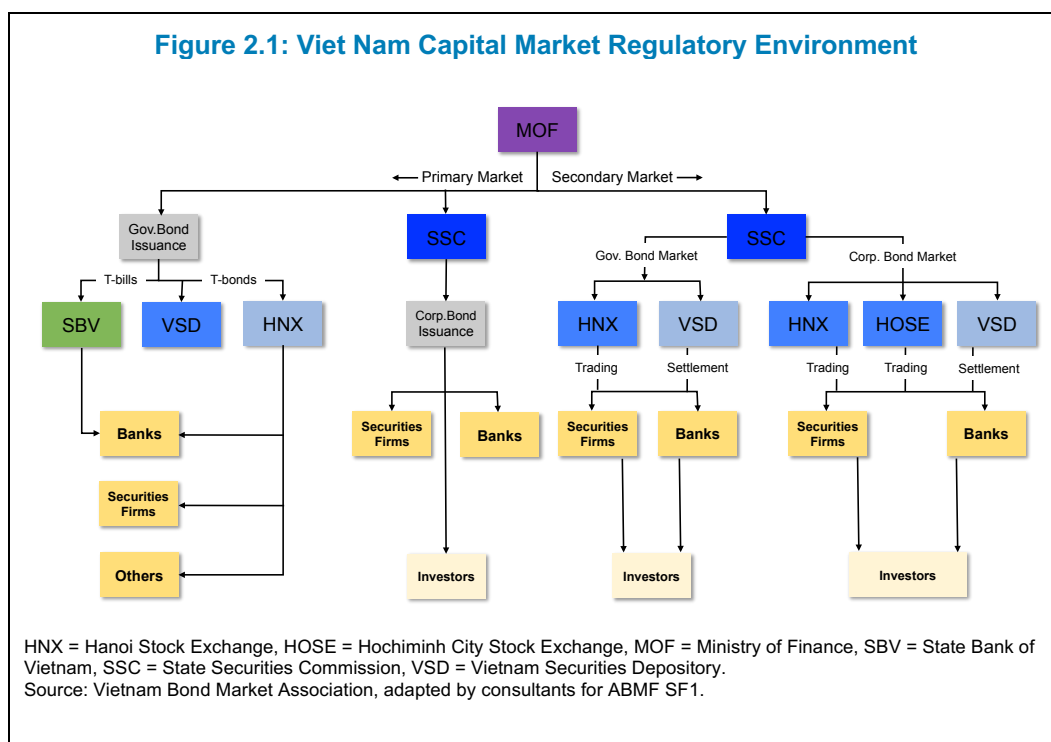 Figure 2.1: Viet Nam Capital Market Regulatory Environment
MOF
Primary Market
Secondary Market
Gov.Bond
Issuance
SSC
SSC
Gov. Bond Market
Corp. Bond Market
T-bills
T-bonds
SBV
VSD
HNX
Corp.Bond
Issuance
HNX
VSD
HNX
HOSE
VSD
Trading
Settlement
Trading
Trading
Settlement
Banks
Securities
Firms
Banks
Securities
Firms
Banks
Securities
Firms
Banks
Securities
Firms
Others
Investors
Investors
Investors
HNX = Hanoi Stock Exchange, HOSE = Hochiminh City Stock Exchange, MOF = Ministry of Finance, SBV = State Bank of
Vietnam, SSC = State Securities Commission, VSD = Vietnam Securities Depository.
Source: Vietnam Bond Market Association, adapted by consultants for ABMF SF1.